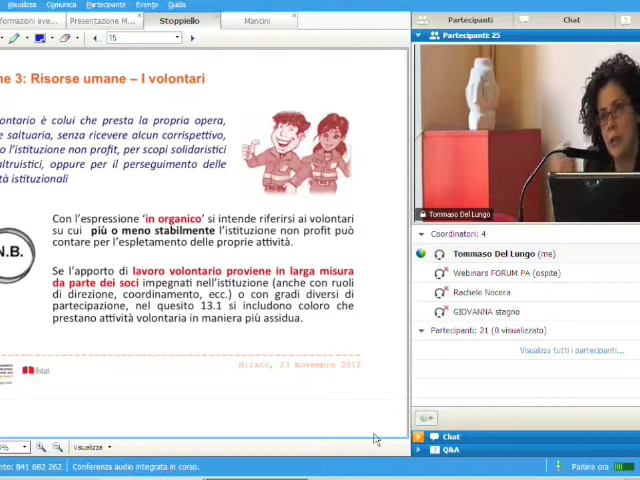 Visualizza Comunica Partecipante Evento Guida
formazioni eve... Presentazione M... Stoppiello Mancini
Partecipanti Chat
15
Partecipanti: 25
ne 3: Risorse umane – I volontari
ontario è colui che presta la propria opera,
e saltuaria, senza ricevere alcun corrispettivo,
o l'istituzione non profit, per scopi solidaristici
altruistici, oppure per il perseguimento delle
tà istituzionali
Con l'espressione 'in organico' si intende riferirsi ai volontari
su cui più o meno stabilmente l'istituzione non profit può
contare per l'espletamento delle proprie attività.
N.B.
Se l'apporto di lavoro volontario proviene in larga misura
da parte dei soci impegnati nell'istituzione (anche con ruoli
di direzione, coordinamento, ecc.) o con gradi diversi di
partecipazione, nel quesito 13.1 si includono coloro che
prestano attività volontaria in maniera più assidua.
Istat
Milano, 23 Novembre 2012
Tommaso Del Lungo
Coordinatori: 4
Tommaso Del Lungo (me)
Webinars FORUM PA (ospite)
Rachele Nocera
GIOVANNA stagno
Partecipanti: 21 (0 visualizzato)
Visualizza tutti i partecipanti...
Chat
Q&A
Visualizza
nto: 841 682 262 Conferenza audio integrata in corso.
Parlare ora